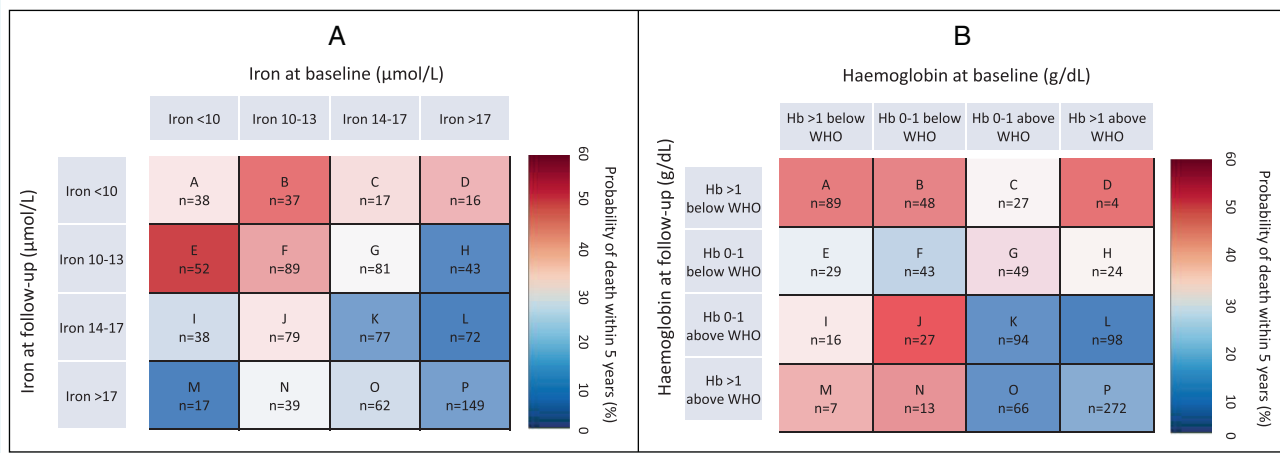 A
Iron at baseline (µmol/L)
Iron <10 Iron 10-13 Iron 14-17 Iron >17
Iron at follow-up (µmol/L)
Iron <10
A
n=38
B
n=37
C
n=17
D
n=16
Iron 10-13
E
n=52
F
n=89
G
n=81
H
n=43
Iron 14-17
I
n=38
J
n=79
K
n=77
L
n=72
Iron >17
M
n=17
N
n=39
O
n=62
P
n=149
60
50
40
30
20
10
0
Probability of death within 5 years (%)
B
Haemoglobin at baseline (g/dL)
Hb >1 below
WHO
Hb 0-1 below
WHO
Hb 0-1 above
WHO
Hb >1 above
WHO
Haemoglobin at follow-up (g/dL)
Hb >1
below WHO
A
n=89
B
n=48
C
n=27
D
n=4
Hb 0-1
below WHO
E
n=29
F
n=43
G
n=49
H
n=24
Hb 0-1
above WHO
I
n=16
J
n=27
K
n=94
L
n=98
Hb >1
above WHO
M
n=7
N
n=13
O
n=66
P
n=272
60
50
40
30
20
10
0
Probability of death within 5 years (%)